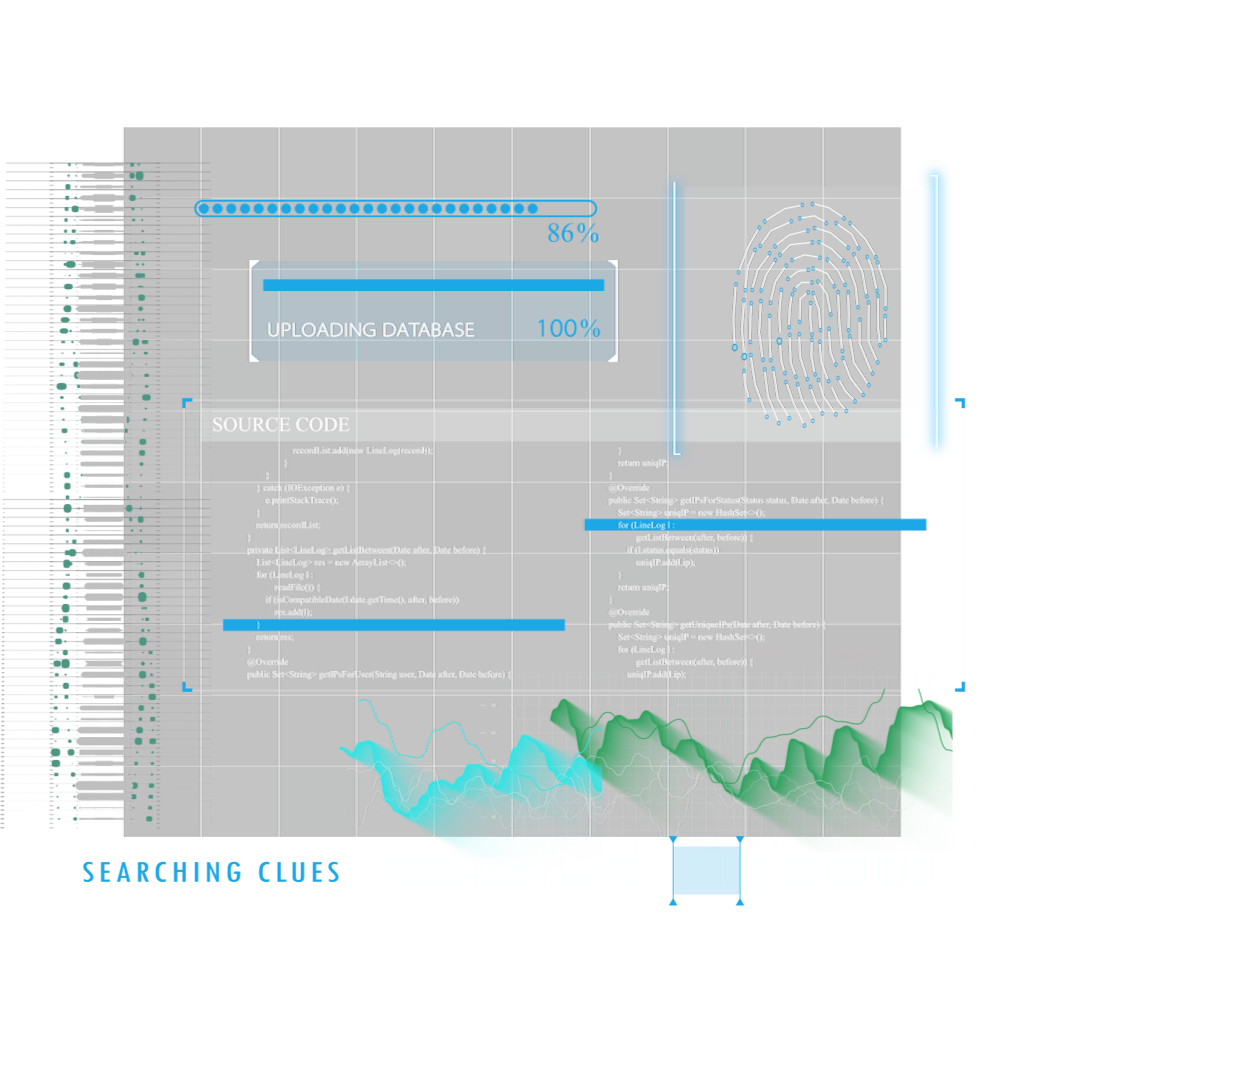 86%
UPLOADING DATABASE 100%
SOURCE CODE
recordList.add(new LineLog(record));
}
}
} catch (IOException e) {
e.printStackTrace();
}
return recordList;
}
private List<LineLog> getListBetween(Date after, Date before) {
List<LineLog> res = new ArrayList<>();
for (LineLog l :
readFile()) {
if (isCompatibleDate(l.date.getTime(), after, before))
res.add(l);
}
return res;
}
@Override
public Set<String> getIPsForUser(String user, Date after, Date before) {
}
return uniqIP;
}
@Override
public Set<String> getIPsForStatus(Status status, Date after, Date before) {
Set<String> uniqIP = new HashSet<>();
for (LineLog l :
getListBetween(after, before)) {
if (l.status.equals(status))
uniqIP.add(l.ip);
}
return uniqIP;
}
@Override
public Set<String> getUniqueIPs(Date after, Date before) {
Set<String> uniqIP = new HashSet<>();
for (LineLog l :
getListBetween(after, before)) {
uniqIP.add(l.ip);
SEARCHING CLUES